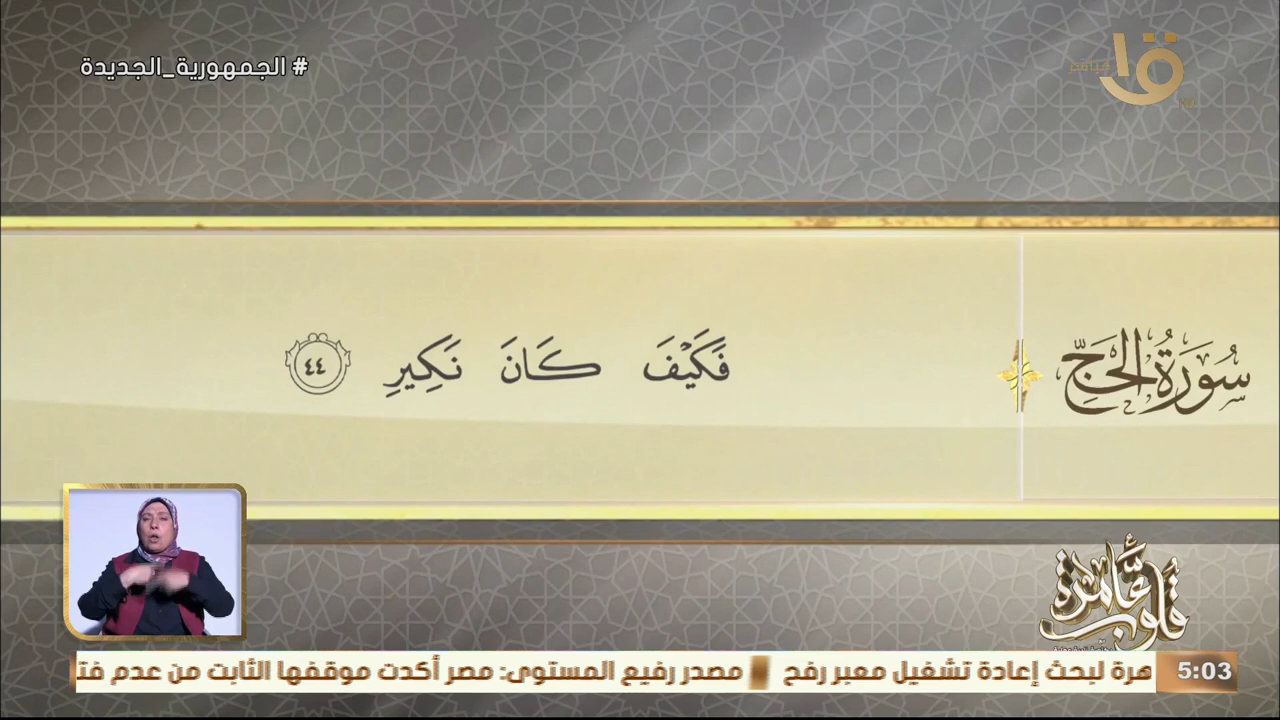 # الجمهورية_الجديدة
سُورَةُ الحَجِّ
فَكَيْفَ كَانَ نَكِيرِ ٤٤
قلوب عامرة
5:03
هرة لبحث إعادة تشغيل معبر رفح مصدر رفيع المستوى: مصر أكدت موقفها الثابت من عدم فتا